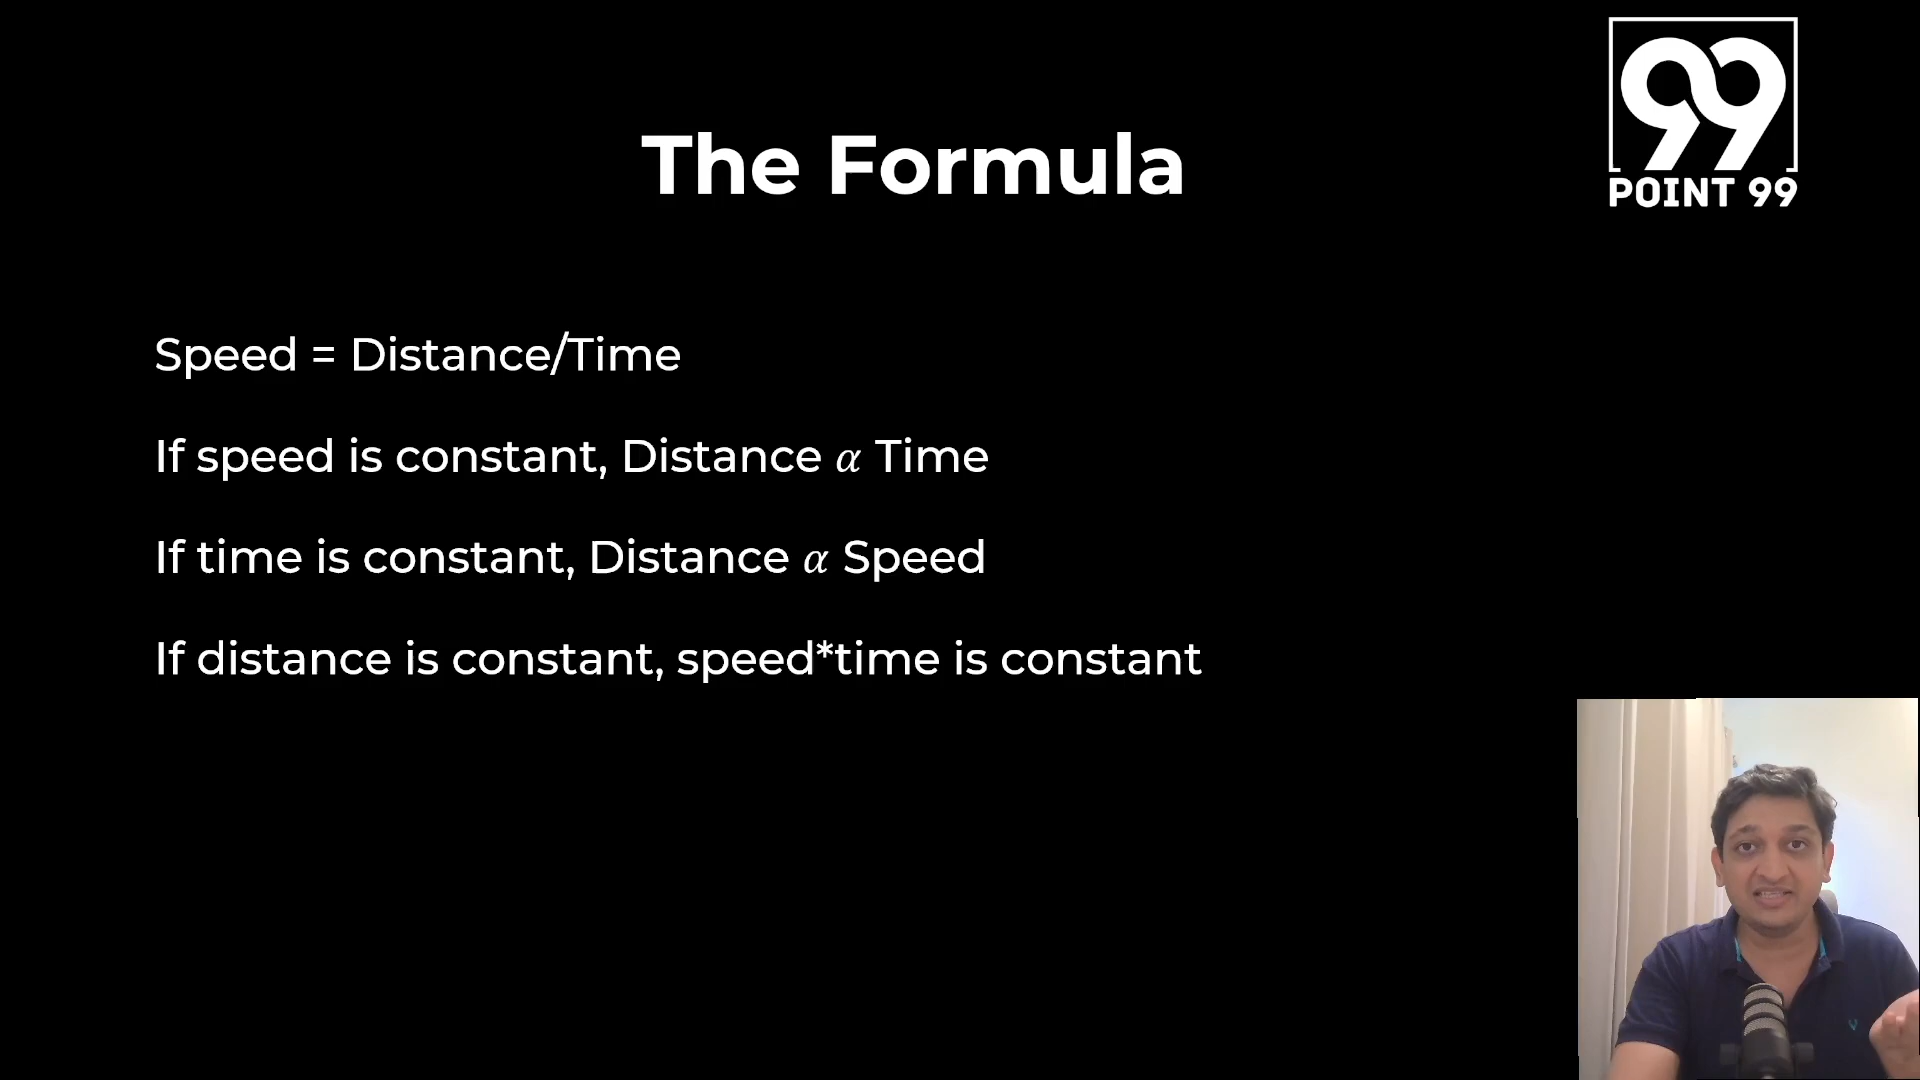 99
POINT 99
The Formula
Speed = Distance/Time
If speed is constant, Distance α Time
If time is constant, Distance α Speed
If distance is constant, speed*time is constant